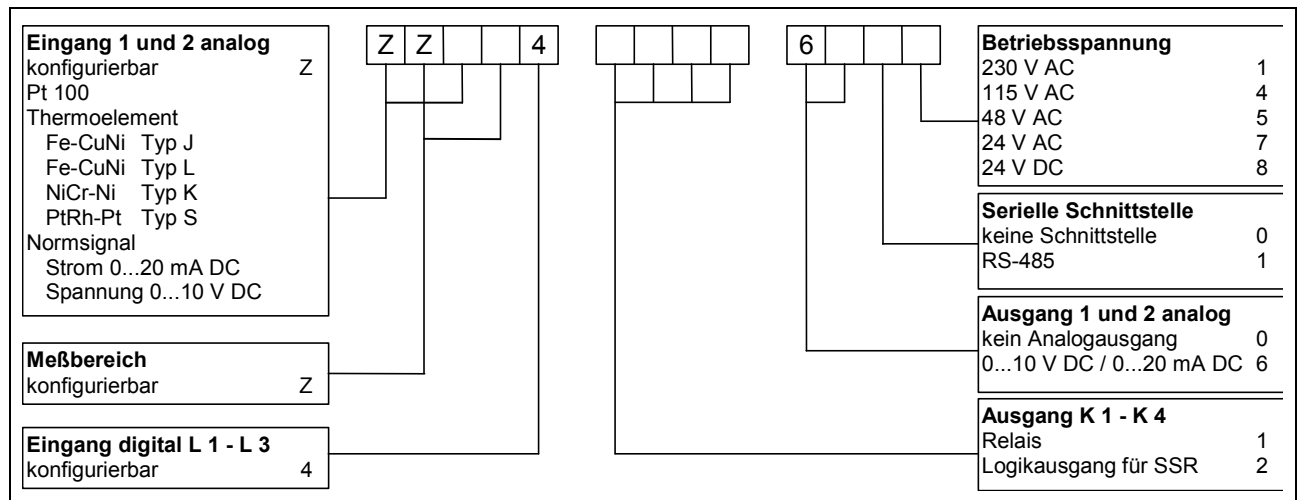 Eingang 1 und 2 analog
konfigurierbar Z
Pt 100
Thermoelement
Fe-CuNi Typ J
Fe-CuNi Typ L
NiCr-Ni Typ K
PtRh-Pt Typ S
Normsignal
Strom 0...20 mA DC
Spannung 0...10 V DC
Meßbereich
konfigurierbar Z
Eingang digital L 1 - L 3
konfigurierbar 4
Z Z 4 6
Betriebsspannung
230 V AC 1
115 V AC 4
48 V AC 5
24 V AC 7
24 V DC 8
Serielle Schnittstelle
keine Schnittstelle 0
RS-485 1
Ausgang 1 und 2 analog
kein Analogausgang 0
0...10 V DC / 0...20 mA DC 6
Ausgang K 1 - K 4
Relais 1
Logikausgang für SSR 2